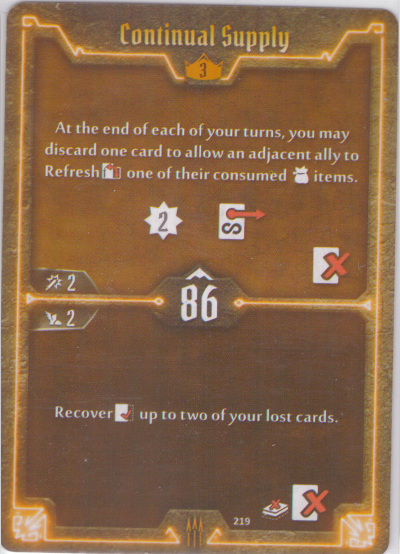 Continual Supply
3
At the end of each of your turns, you may
discard one card to allow an adjacent ally to
Refresh one of their consumed items.
2
2
86
2
Recover up to two of your lost cards.
219